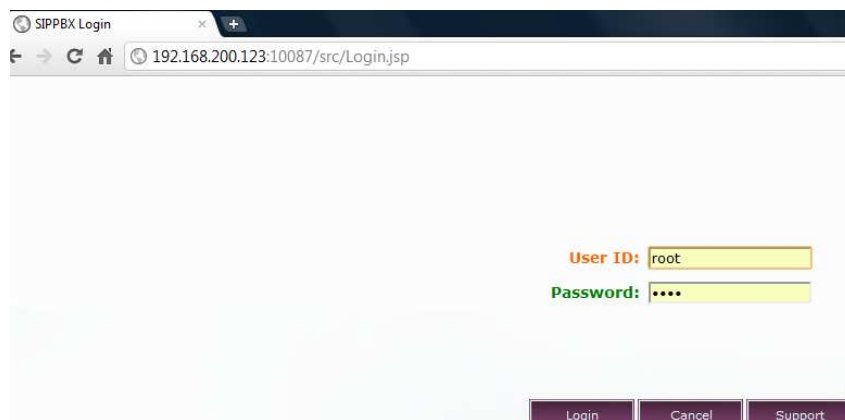 SIPPBX Login
192.168.200.123:10087/src/Login.jsp
User ID: root
Password: ••••
Login Cancel Support